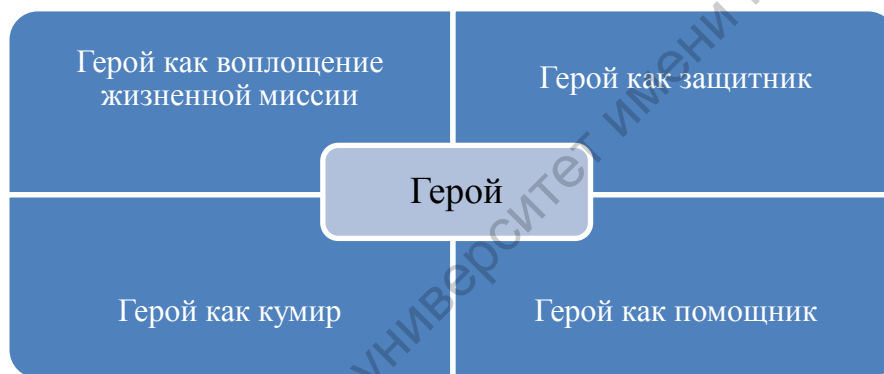 Герой как воплощение
жизненной миссии
Герой как защитник
Герой
Герой как кумир
Герой как помощник
университет имени